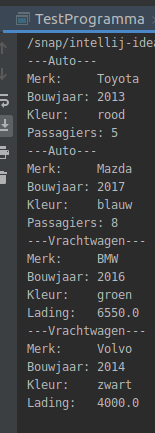 TestProgramma
/snap/intellij-ide
---Auto---
Merk: Toyota
Bouwjaar: 2013
Kleur: rood
Passagiers: 5
---Auto---
Merk: Mazda
Bouwjaar: 2017
Kleur: blauw
Passagiers: 8
---Vrachtwagen---
Merk: BMW
Bouwjaar: 2016
Kleur: groen
Lading: 6550.0
---Vrachtwagen---
Merk: Volvo
Bouwjaar: 2014
Kleur: zwart
Lading: 4000.0